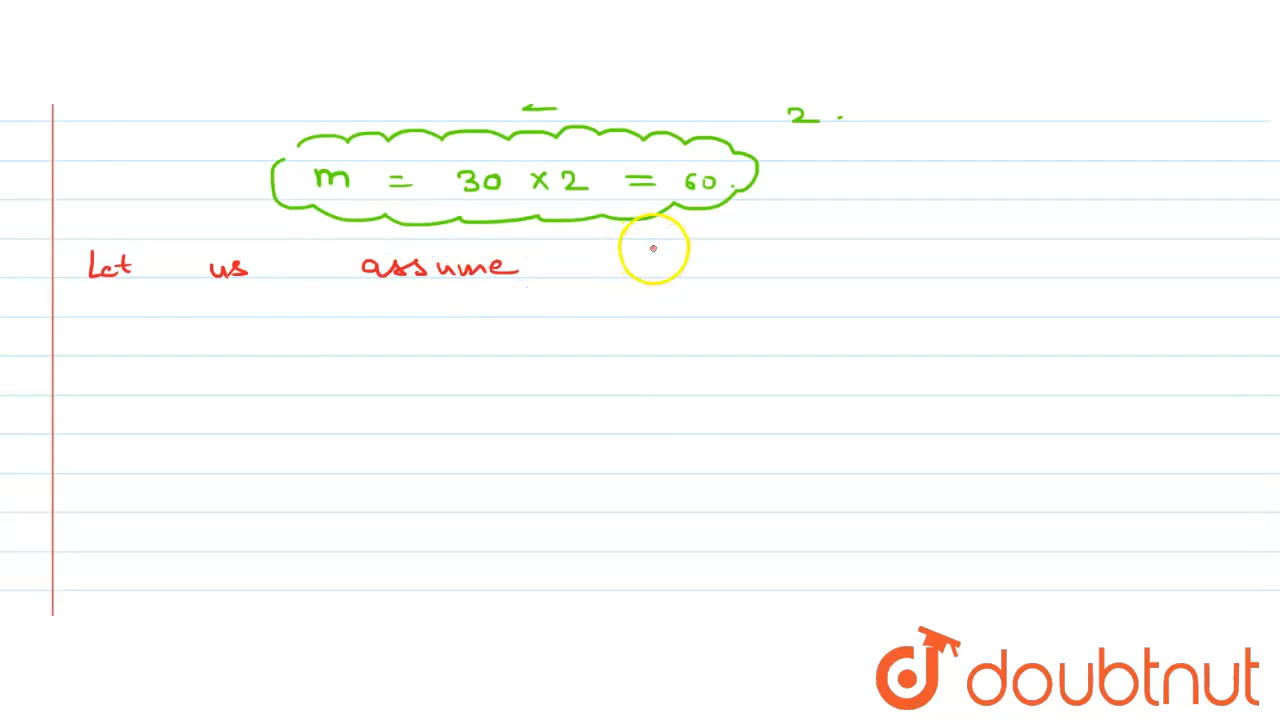 2.
m = 30 × 2 = 60.
Let us assume
doubtnut